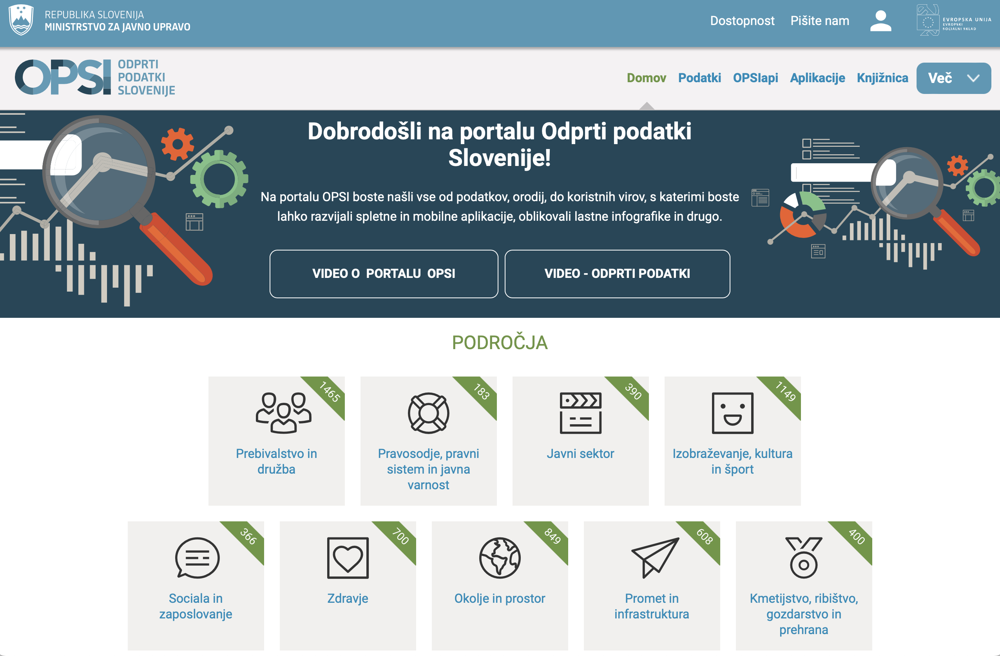 REPUBLIKA SLOVENIJA
MINISTRSTVO ZA JAVNO UPRAVO
Dostopnost
Pišite nam
EVROPSKA UNIJA
EVROPSKI
SOCIALNI SKLAD
OPSI
ODPRTI
PODATKI
SLOVENIJE
Domov
Podatki
OPSIapi
Aplikacije
Knjižnica
Več
Dobrodošli na portalu Odprti podatki
Slovenije!
Na portalu OPSI boste našli vse od podatkov, orodij, do koristnih virov, s katerimi boste
lahko razvijali spletne in mobilne aplikacije, oblikovali lastne infografike in drugo.
VIDEO O PORTALU OPSI
VIDEO - ODPRTI PODATKI
PODROČJA
1465
Prebivalstvo in
družba
183
Pravosodje, pravni
sistem in javna
varnost
390
Javni sektor
1149
Izobraževanje, kultura
in šport
366
Sociala in
zaposlovanje
700
Zdravje
849
Okolje in prostor
608
Promet in
infrastruktura
400
Kmetijstvo, ribištvo,
gozdarstvo in
prehrana